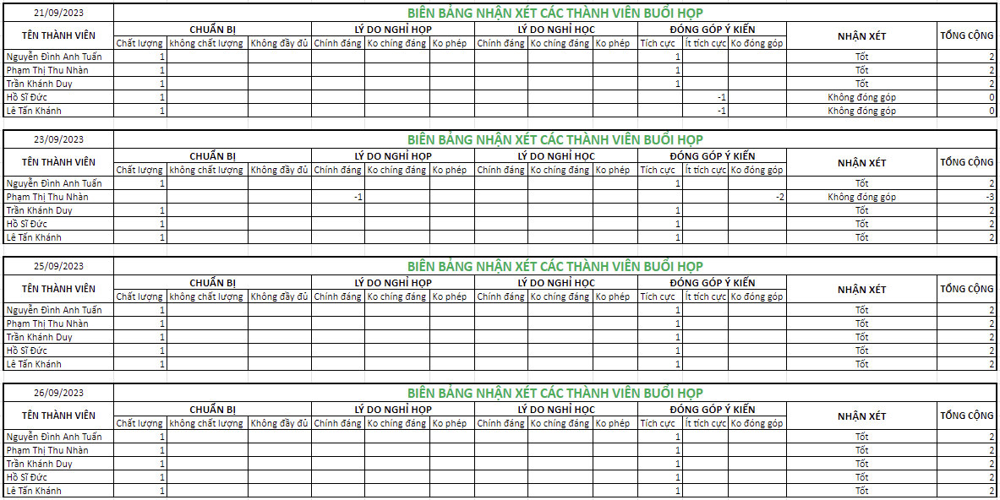 21/09/2023 BIÊN BẢNG NHẬN XÉT CÁC THÀNH VIÊN BUỔI HỌP
TÊN THÀNH VIÊN CHUẨN BỊ LÝ DO NGHỈ HỌP LÝ DO NGHỈ HỌC ĐÓNG GÓP Ý KIẾN NHẬN XÉT TỔNG CỘNG
Chất lượng không chất lượng Không đầy đủ Chính đáng Ko chíng đáng Ko phép Chính đáng Ko chíng đáng Ko phép Tích cực Ít tích cực Ko đóng góp
Nguyễn Đình Anh Tuấn 1 1 Tốt 2
Phạm Thị Thu Nhàn 1 1 Tốt 2
Trần Khánh Duy 1 1 Tốt 2
Hồ Sĩ Đức 1 -1 Không đóng góp 0
Lê Tấn Khánh 1 -1 Không đóng góp 0
23/09/2023 BIÊN BẢNG NHẬN XÉT CÁC THÀNH VIÊN BUỔI HỌP
TÊN THÀNH VIÊN CHUẨN BỊ LÝ DO NGHỈ HỌP LÝ DO NGHỈ HỌC ĐÓNG GÓP Ý KIẾN NHẬN XÉT TỔNG CỘNG
Chất lượng không chất lượng Không đầy đủ Chính đáng Ko chíng đáng Ko phép Chính đáng Ko chíng đáng Ko phép Tích cực Ít tích cực Ko đóng góp
Nguyễn Đình Anh Tuấn 1 1 Tốt 2
Phạm Thị Thu Nhàn -1 -2 Không đóng góp -3
Trần Khánh Duy 1 1 Tốt 2
Hồ Sĩ Đức 1 1 Tốt 2
Lê Tấn Khánh 1 1 Tốt 2
25/09/2023 BIÊN BẢNG NHẬN XÉT CÁC THÀNH VIÊN BUỔI HỌP
TÊN THÀNH VIÊN CHUẨN BỊ LÝ DO NGHỈ HỌP LÝ DO NGHỈ HỌC ĐÓNG GÓP Ý KIẾN NHẬN XÉT TỔNG CỘNG
Chất lượng không chất lượng Không đầy đủ Chính đáng Ko chíng đáng Ko phép Chính đáng Ko chíng đáng Ko phép Tích cực Ít tích cực Ko đóng góp
Nguyễn Đình Anh Tuấn 1 1 Tốt 2
Phạm Thị Thu Nhàn 1 1 Tốt 2
Trần Khánh Duy 1 1 Tốt 2
Hồ Sĩ Đức 1 1 Tốt 2
Lê Tấn Khánh 1 1 Tốt 2
26/09/2023 BIÊN BẢNG NHẬN XÉT CÁC THÀNH VIÊN BUỔI HỌP
TÊN THÀNH VIÊN CHUẨN BỊ LÝ DO NGHỈ HỌP LÝ DO NGHỈ HỌC ĐÓNG GÓP Ý KIẾN NHẬN XÉT TỔNG CỘNG
Chất lượng không chất lượng Không đầy đủ Chính đáng Ko chíng đáng Ko phép Chính đáng Ko chíng đáng Ko phép Tích cực Ít tích cực Ko đóng góp
Nguyễn Đình Anh Tuấn 1 1 Tốt 2
Phạm Thị Thu Nhàn 1 1 Tốt 2
Trần Khánh Duy 1 1 Tốt 2
Hồ Sĩ Đức 1 1 Tốt 2
Lê Tấn Khánh 1 1 Tốt 2